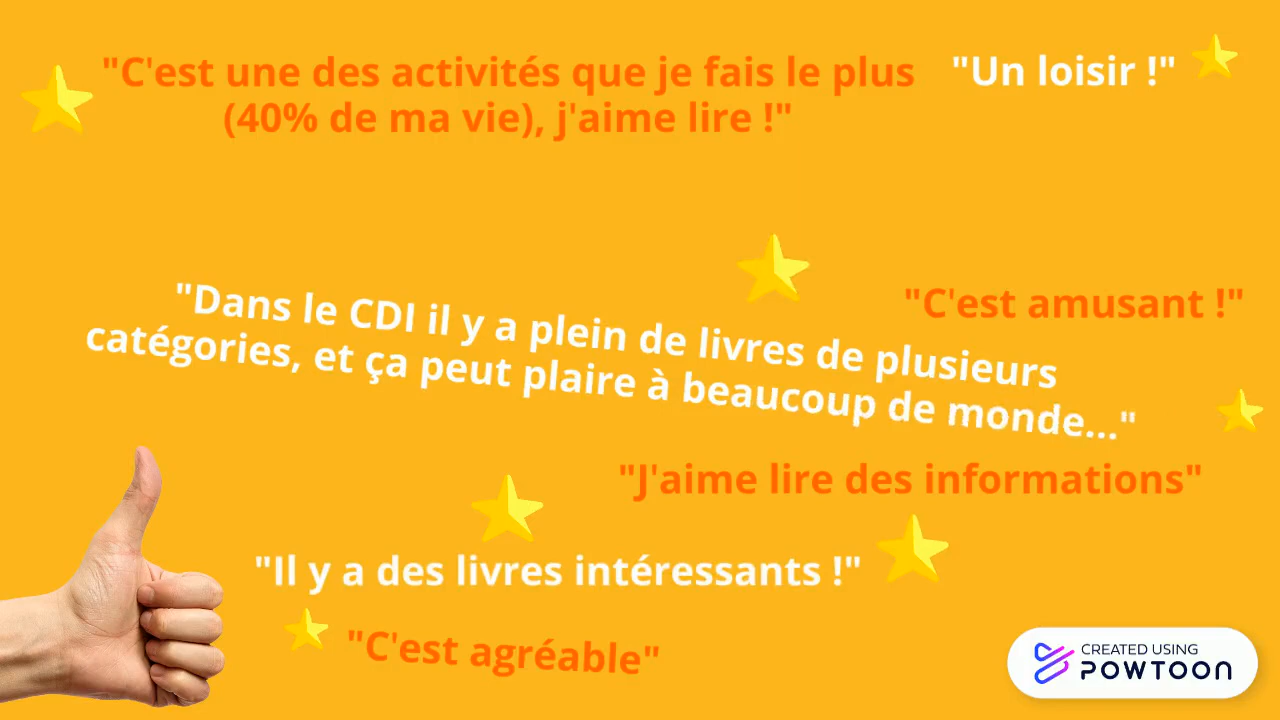 "C'est une des activités que je fais le plus
(40% de ma vie), j'aime lire !"
"Un loisir !"
"C'est amusant !"
"Dans le CDI il y a plein de livres de plusieurs
catégories, et ça peut plaire à beaucoup de monde..."
"J'aime lire des informations"
"Il y a des livres intéressants !"
"C'est agréable"
CREATED USING
POWTOON